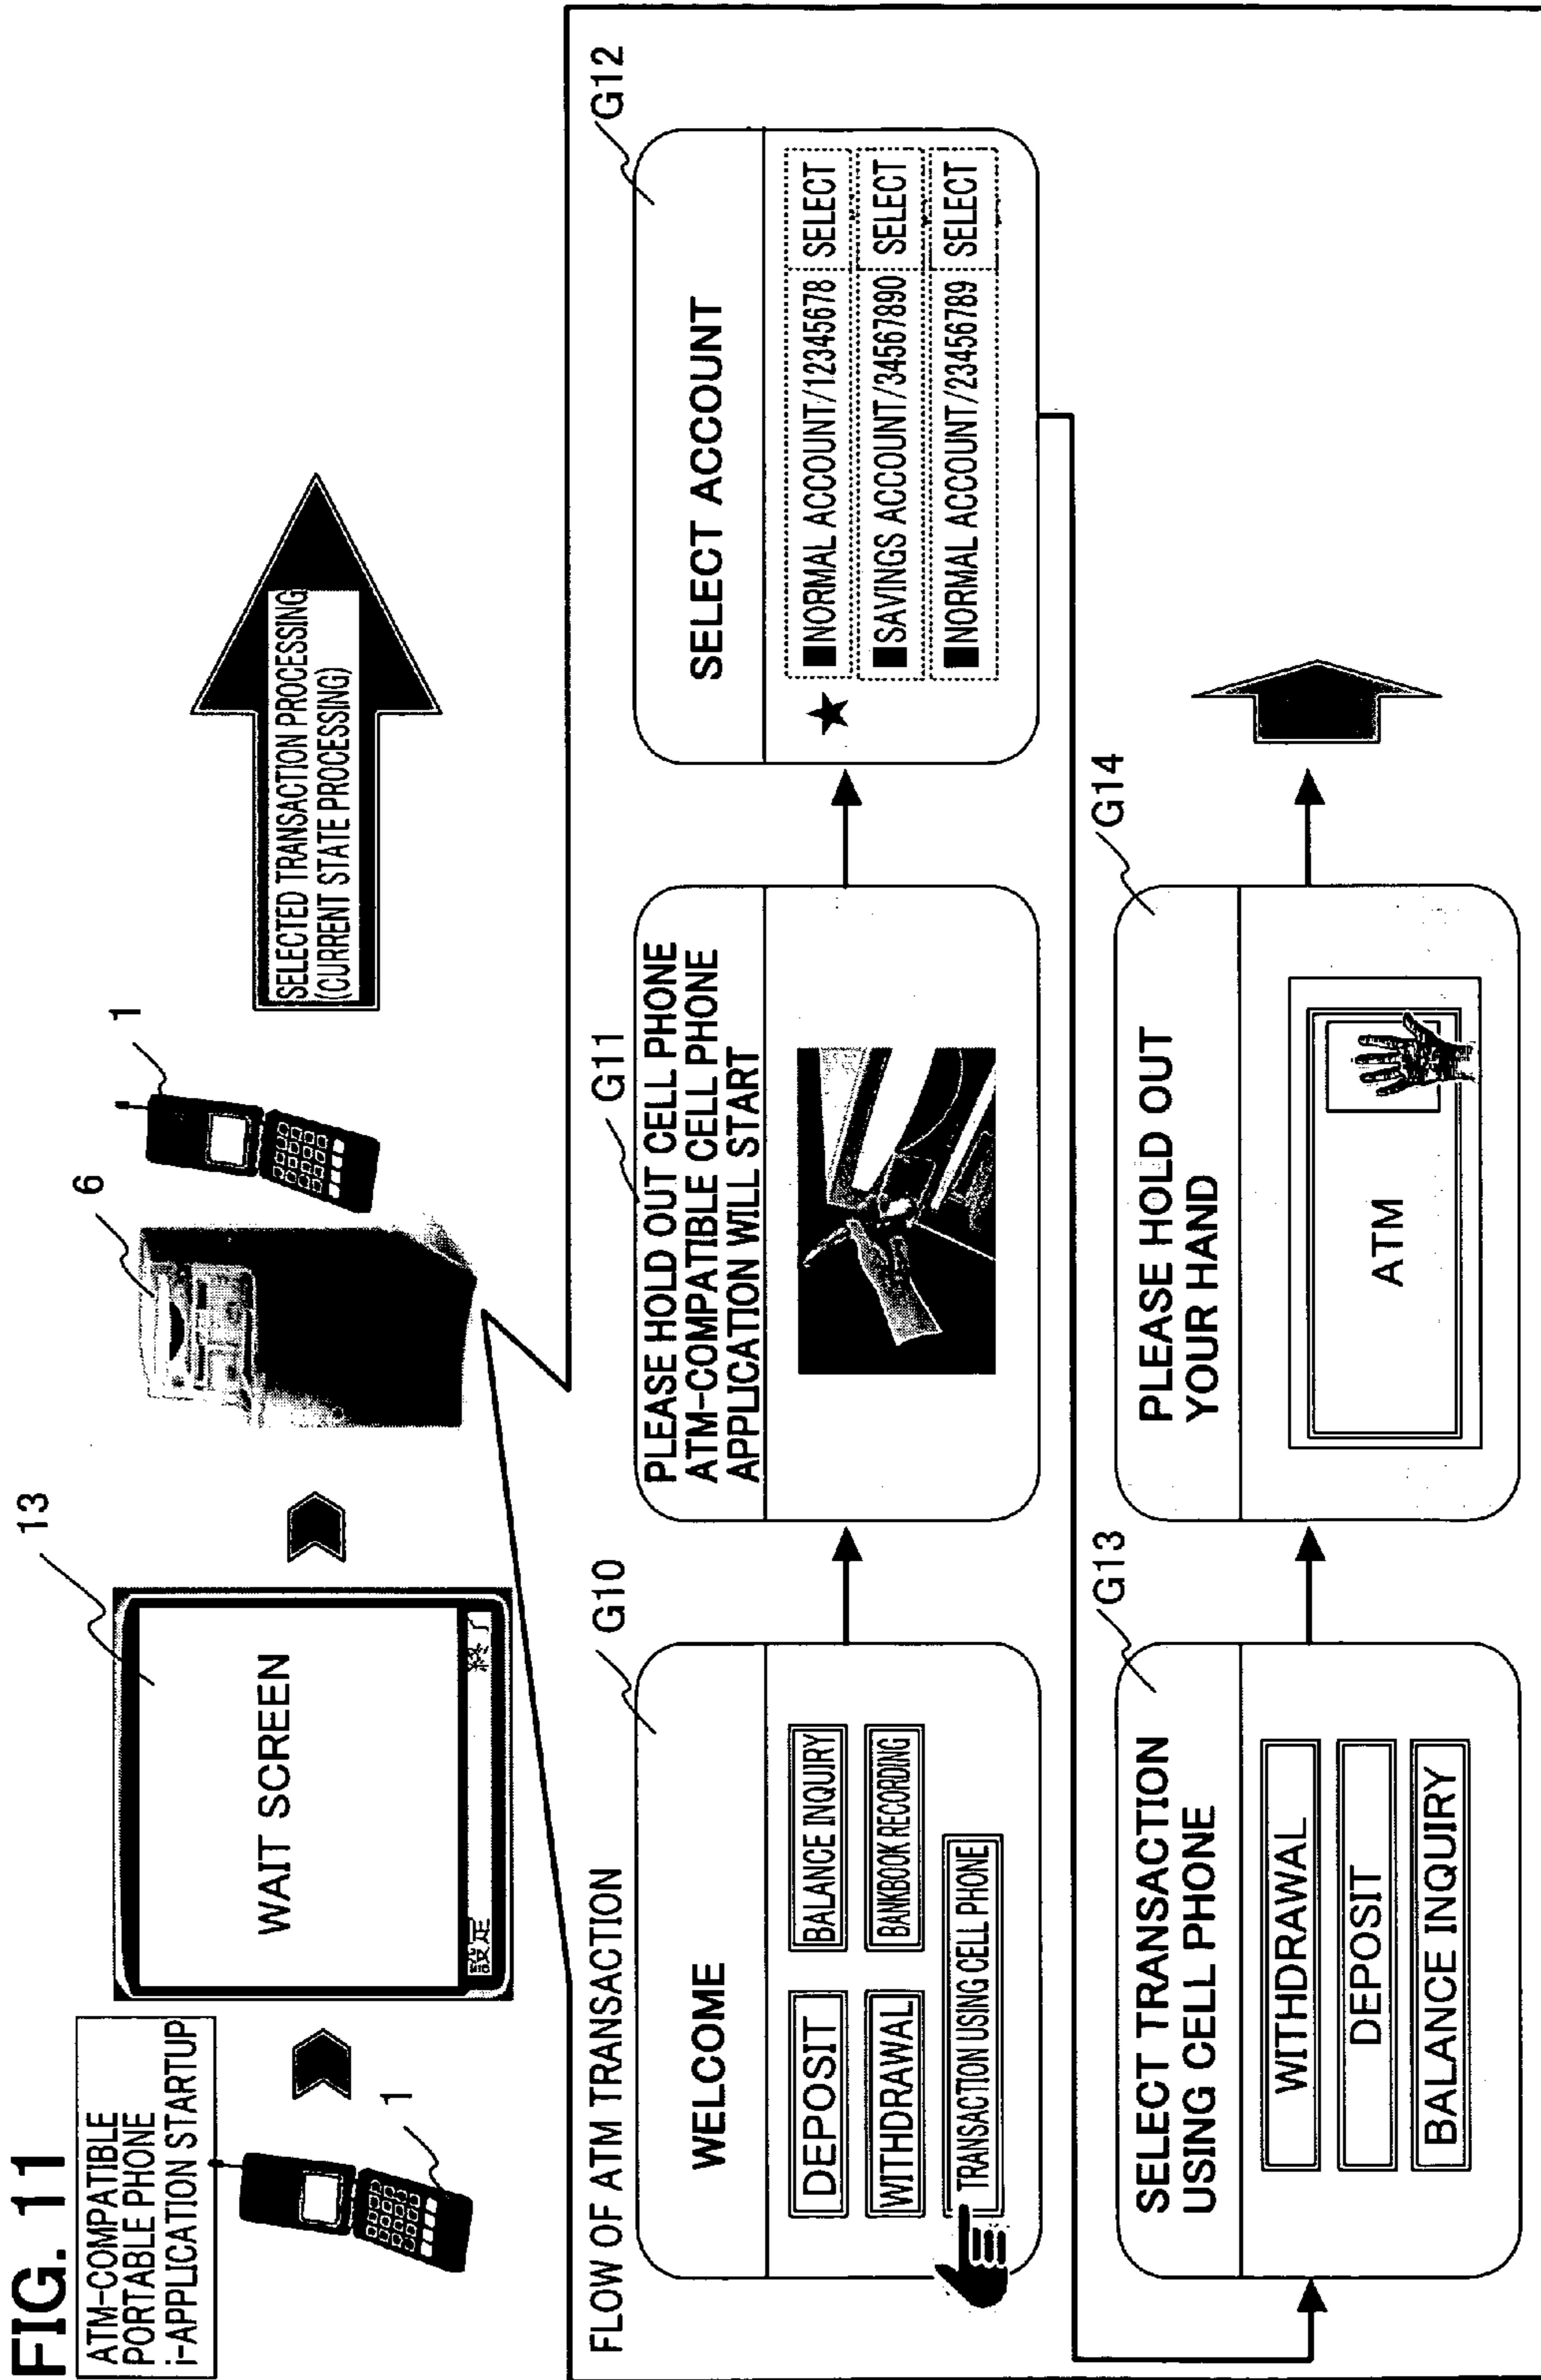 FIG. 11
ATM-COMPATIBLE
PORTABLE PHONE
i-APPLICATION STARTUP
1
13
WAIT SCREEN
設定 終了
6
1
SELECTED TRANSACTION PROCESSING
(CURRENT STATE PROCESSING)
FLOW OF ATM TRANSACTION
G10
WELCOME
DEPOSIT
BALANCE INQUIRY
WITHDRAWAL
BANKBOOK RECORDING
TRANSACTION USING CELL PHONE
G11
PLEASE HOLD OUT CELL PHONE
ATM-COMPATIBLE CELL PHONE
APPLICATION WILL START
G12
SELECT ACCOUNT
★ ■NORMAL ACCOUNT/12345678 SELECT
■SAVINGS ACCOUNT/34567890 SELECT
■NORMAL ACCOUNT/23456789 SELECT
G13
SELECT TRANSACTION
USING CELL PHONE
WITHDRAWAL
DEPOSIT
BALANCE INQUIRY
G14
PLEASE HOLD OUT
YOUR HAND
ATM